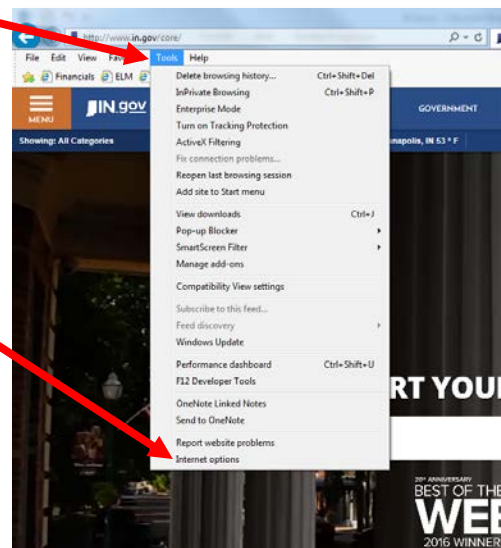 http://www.in.gov/core/
File Edit View Tools Help
Financials ELM
MENU IN.gov GOVERNMENT
Showing: All Categories napolis, IN 53 ° F
Delete browsing history... Ctrl+Shift+Del
InPrivate Browsing Ctrl+Shift+P
Enterprise Mode
Turn on Tracking Protection
ActiveX Filtering
Fix connection problems...
Reopen last browsing session
Add site to Start menu
View downloads Ctrl+J
Pop-up Blocker
SmartScreen Filter
Manage add-ons
Compatibility View settings
Subscribe to this feed...
Feed discovery
Windows Update
Performance dashboard Ctrl+Shift+U
F12 Developer Tools
OneNote Linked Notes
Send to OneNote
Report website problems
Internet options
RT YOU
20th ANNIVERSARY
BEST OF THE
WE
2016 WINNER